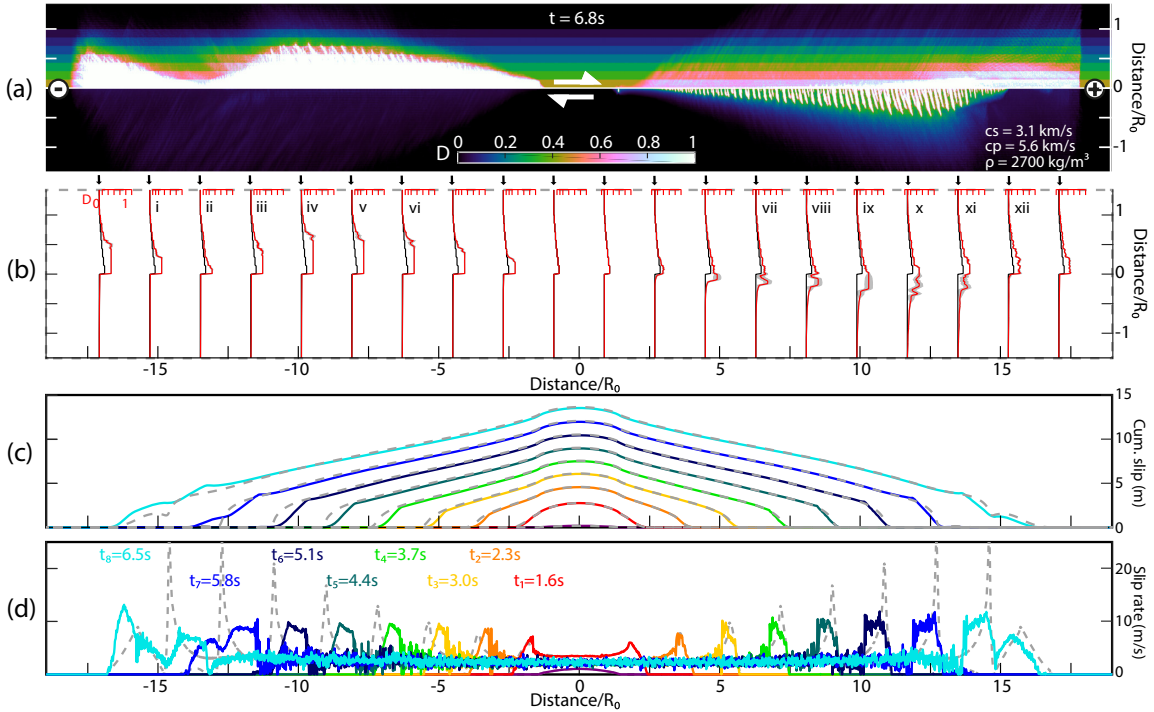 t = 6.8s
1
0
-1
Distance/R₀
(a)
-
+
D
0 0.2 0.4 0.6 0.8 1
cs = 3.1 km/s
cp = 5.6 km/s
ρ = 2700 kg/m³
(b)
D 0 1
i ii iii iv v vi vii viii ix x xi xii
1
0
-1
Distance/R₀
-15 -10 -5 0 5 10 15
Distance/R₀
(c)
15
10
5
0
Cum. slip (m)
(d)
t₈=6.5s t₆=5.1s t₄=3.7s t₂=2.3s
t₇=5.8s t₅=4.4s t₃=3.0s t₁=1.6s
20
10
0
Slip rate (m/s)
-15 -10 -5 0 5 10 15
Distance/R₀